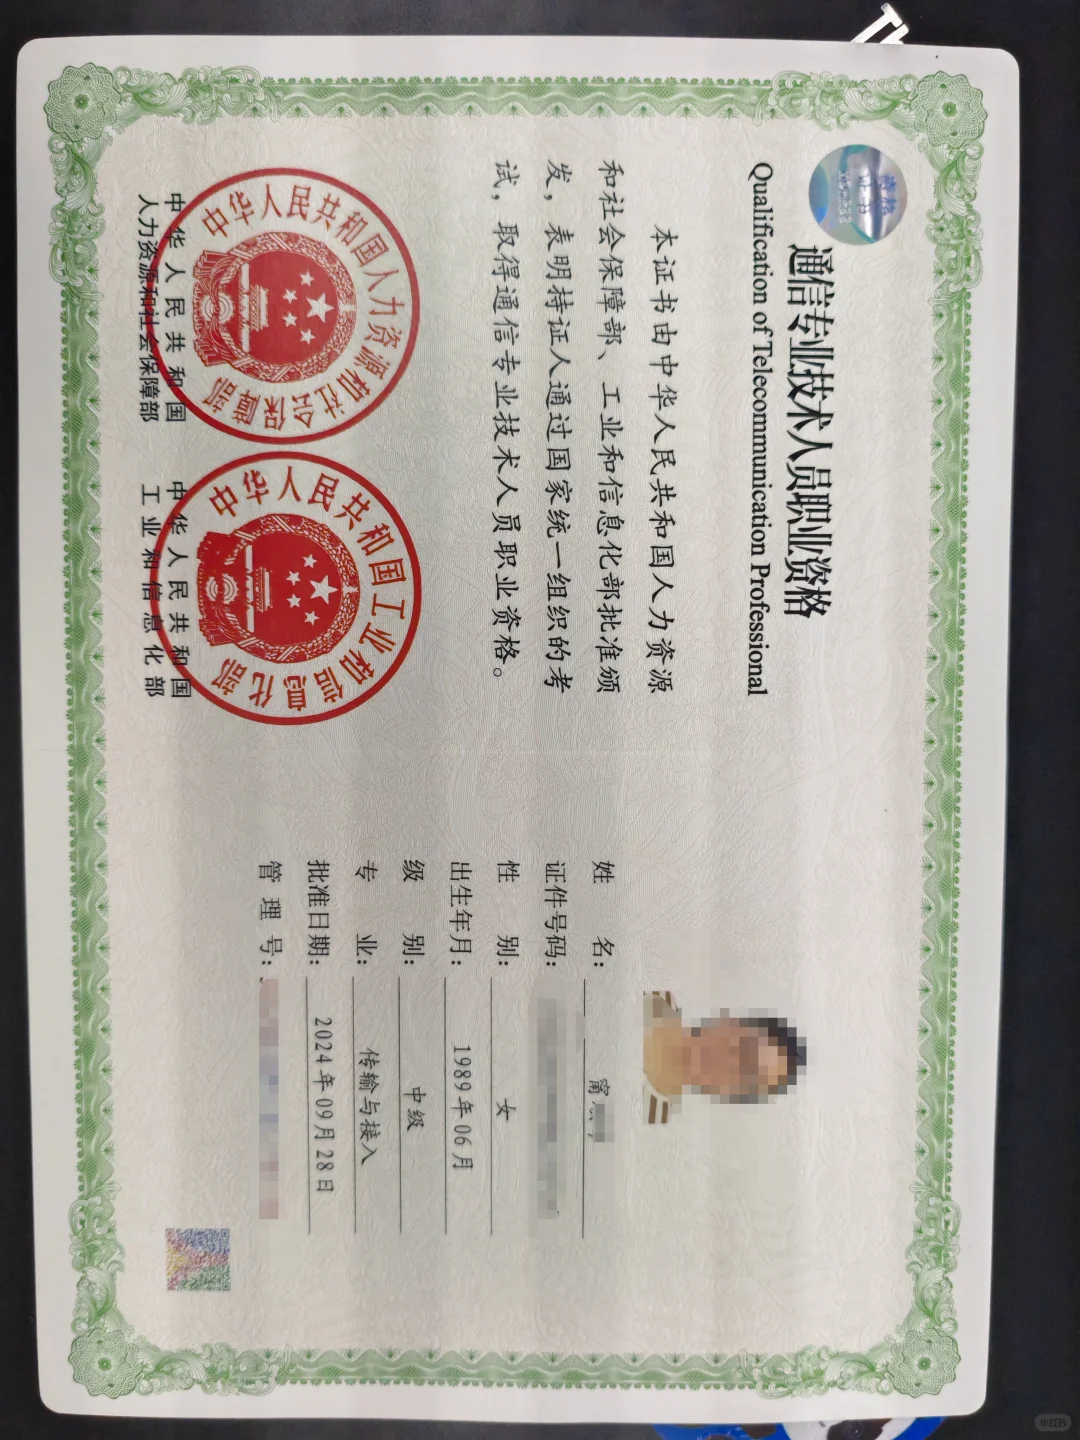 通信专业技术人员职业资格
Qualification of Telecommunication Professional
本证书由中华人民共和国人力资源
和社会保障部、工业和信息化部批准颁
发，表明持证人通过国家统一组织的考
试，取得通信专业技术人员职业资格。
中华人民共和国人力资源和社会保障部
中华人民共和国工业和信息化部
中华人民共和国
人力资源和社会保障部
中华人民共和国
工业和信息化部
姓 名：
证件号码：
性 别： 女
出生年月： 1989年06月
级 别： 中级
专 业： 传输与接入
批准日期： 2024年09月28日
管 理 号：
资格
证书
小红书